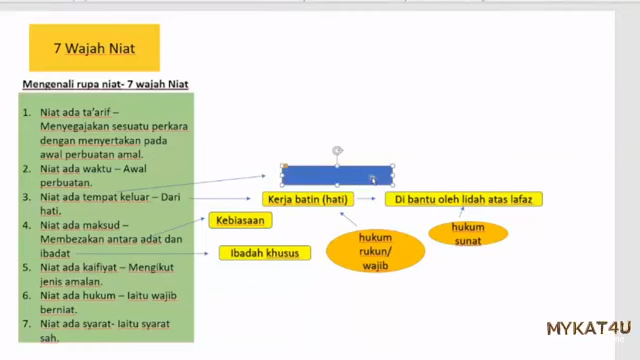 7 Wajah Niat
Mengenali rupa niat- 7 wajah Niat
1. Niat ada ta'arif –
Menyegajakan sesuatu perkara
dengan menyertakan pada
awal perbuatan amal.
2. Niat ada waktu – Awal
perbuatan.
3. Niat ada tempat keluar – Dari
hati.
4. Niat ada maksud –
Membezakan antara adat dan
ibadat
5. Niat ada kaifiyat – Mengikut
jenis amalan.
6. Niat ada hukum – Iaitu wajib
berniat.
7. Niat ada syarat- Iaitu syarat
sah.
Kerja batin (hati)
Di bantu oleh lidah atas lafaz
Kebiasaan
Ibadah khusus
hukum
rukun/
wajib
hukum
sunat
MYKAT4U